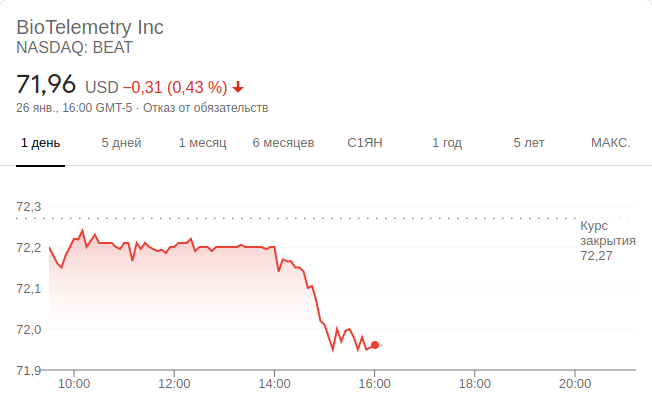 BioTelemetry Inc
NASDAQ: BEAT
71,96 USD −0,31 (0,43 %)
26 янв., 16:00 GMT-5 · Отказ от обязательств
1 день 5 дней 1 месяц 6 месяцев С1ЯН 1 год 5 лет МАКС.
72,3
Курс
закрытия
72,27
72,2
72,1
72,0
71,9
10:00 12:00 14:00 16:00 18:00 20:00